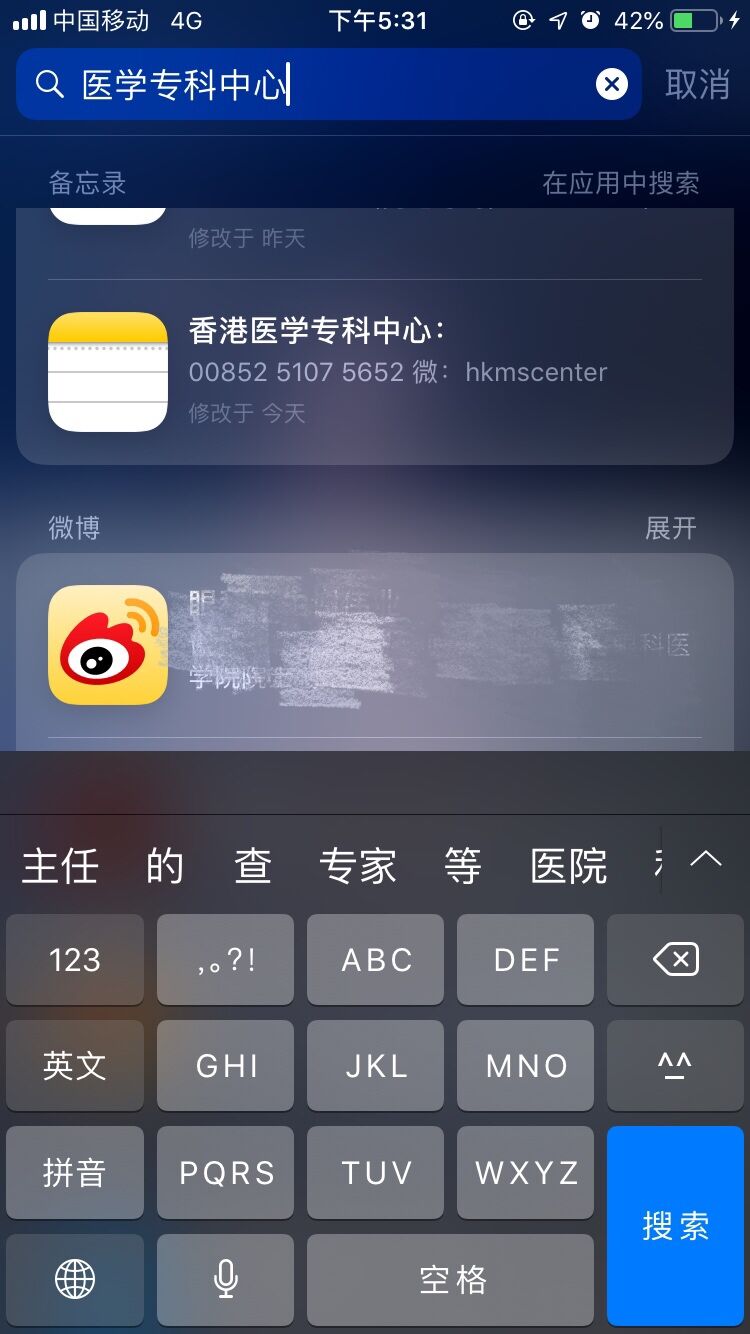 中国移动 4G 下午5:31 42%
医学专科中心 取消
备忘录 在应用中搜索
修改于 昨天
香港医学专科中心：
00852 5107 5652 微：hkmscenter
修改于 今天
微博 展开
科医
学院院
主任 的 查 专家 等 医院
123 ,。?! ABC DEF
英文 GHI JKL MNO ^^
拼音 PQRS TUV WXYZ
搜索
空格